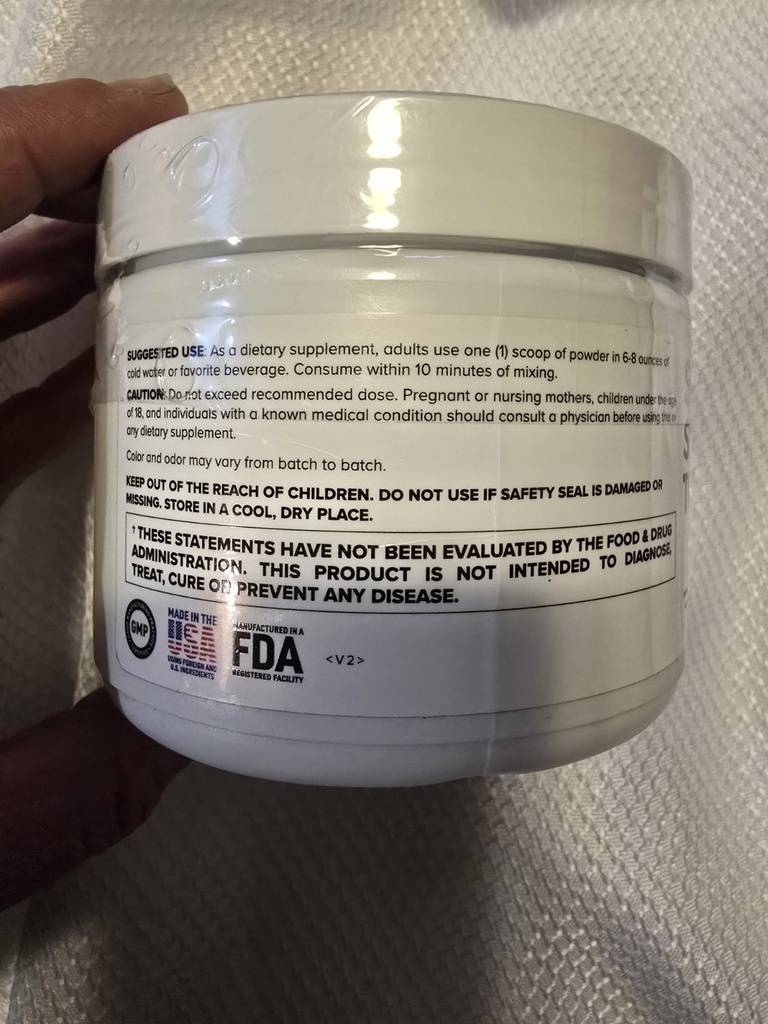 SUGGESTED USE: As a dietary supplement, adults use one (1) scoop of powder in 6-8 ounces of
cold water or favorite beverage. Consume within 10 minutes of mixing.
CAUTION: Do not exceed recommended dose. Pregnant or nursing mothers, children under the age
of 18, and individuals with a known medical condition should consult a physician before using this or
any dietary supplement.
Color and odor may vary from batch to batch.
KEEP OUT OF THE REACH OF CHILDREN. DO NOT USE IF SAFETY SEAL IS DAMAGED OR
MISSING. STORE IN A COOL, DRY PLACE.
†THESE STATEMENTS HAVE NOT BEEN EVALUATED BY THE FOOD & DRUG
ADMINISTRATION. THIS PRODUCT IS NOT INTENDED TO DIAGNOSE,
TREAT, CURE OR PREVENT ANY DISEASE.
GMP
MADE IN THE
USA
USING FOREIGN AND
U.S. INGREDIENTS
MANUFACTURED IN A
FDA
REGISTERED FACILITY
<V2>